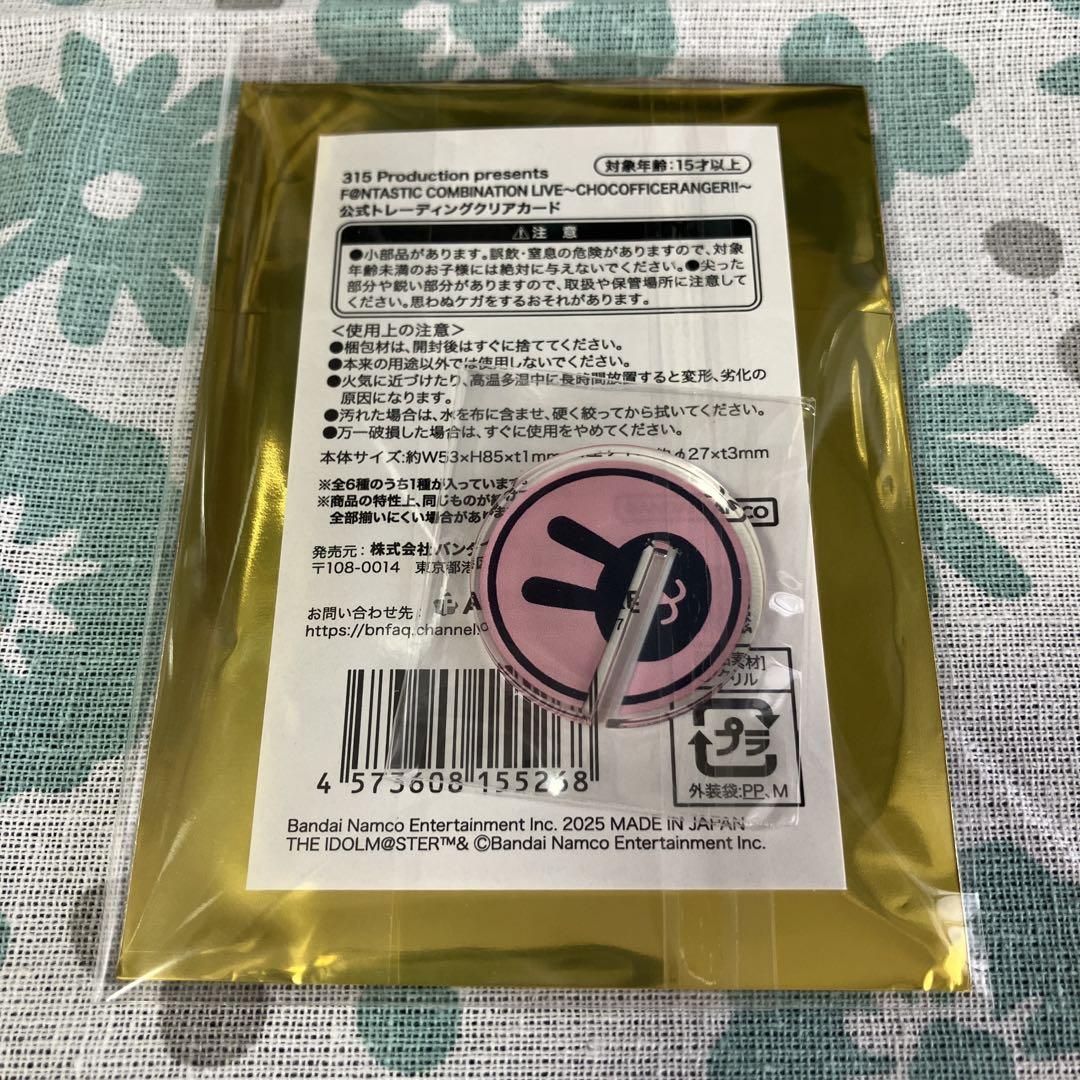 315 Production presents
対象年齢:15才以上
F@NTASTIC COMBINATION LIVE～CHOCOFFICERANGER!!～
公式トレーディングクリアカード
⚠注 意
●小部品があります。誤飲・窒息の危険がありますので、対象
年齢未満のお子様には絶対に与えないでください。●尖った
部分や鋭い部分がありますので、取扱や保管場所に注意して
ください。思わぬケガをするおそれがあります。
＜使用上の注意＞
●梱包材は、開封後はすぐに捨ててください。
●本来の用途以外では使用しないでください。
●火気に近づけたり、高温多湿中に長時間放置すると変形、劣化の
原因になります。
●汚れた場合は、水を布に含ませ、硬く絞ってから拭いてください。
●万一破損した場合は、すぐに使用をやめてください。
本体サイズ:約W53×H85×t1mm φ27×t3mm
※全6種のうち1種が入っています。
※商品の特性上、同じものが
全部揃いにくい場合があり
発売元:株式会社バンダ
〒108-0014 東京都港区
お問い合わせ先:
https://bnfaq.channel.
素材]
リル
プラ
外装袋:PP、M
4 573608 155268
Bandai Namco Entertainment Inc. 2025 MADE IN JAPAN
THE IDOLM@STER™& ©Bandai Namco Entertainment Inc.